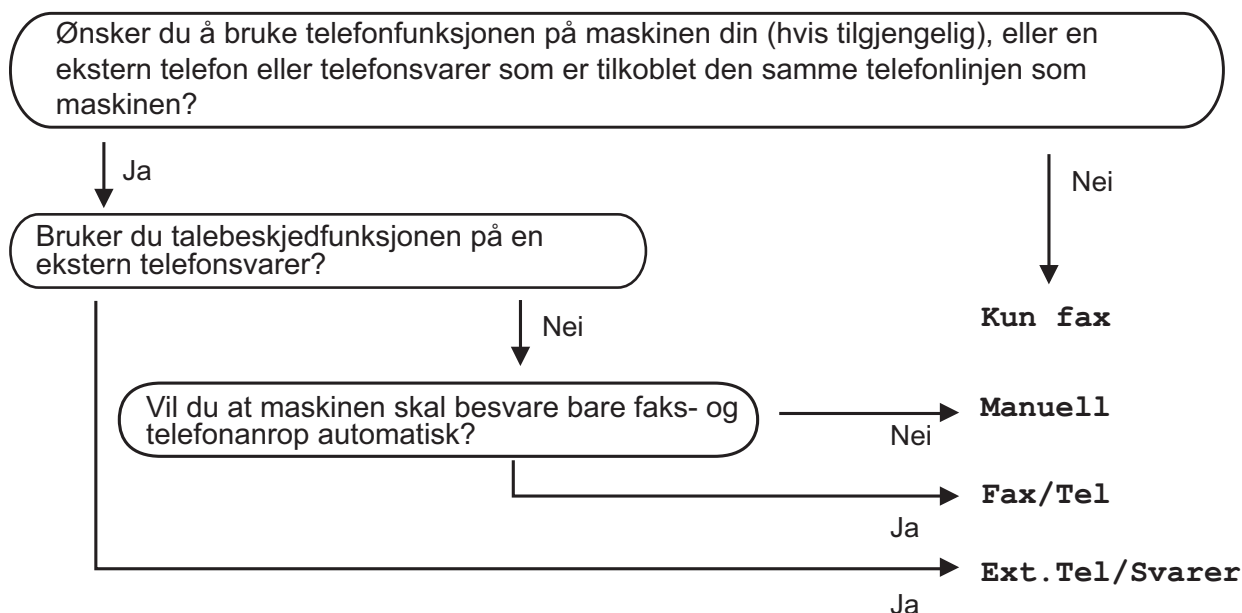 Ønsker du å bruke telefonfunksjonen på maskinen din (hvis tilgjengelig), eller en
ekstern telefon eller telefonsvarer som er tilkoblet den samme telefonlinjen som
maskinen?
Ja
Nei
Bruker du talebeskjedfunksjonen på en
ekstern telefonsvarer?
Nei
Kun fax
Vil du at maskinen skal besvare bare faks- og
telefonanrop automatisk?
Nei
Manuell
Ja
Fax/Tel
Ja
Ext.Tel/Svarer